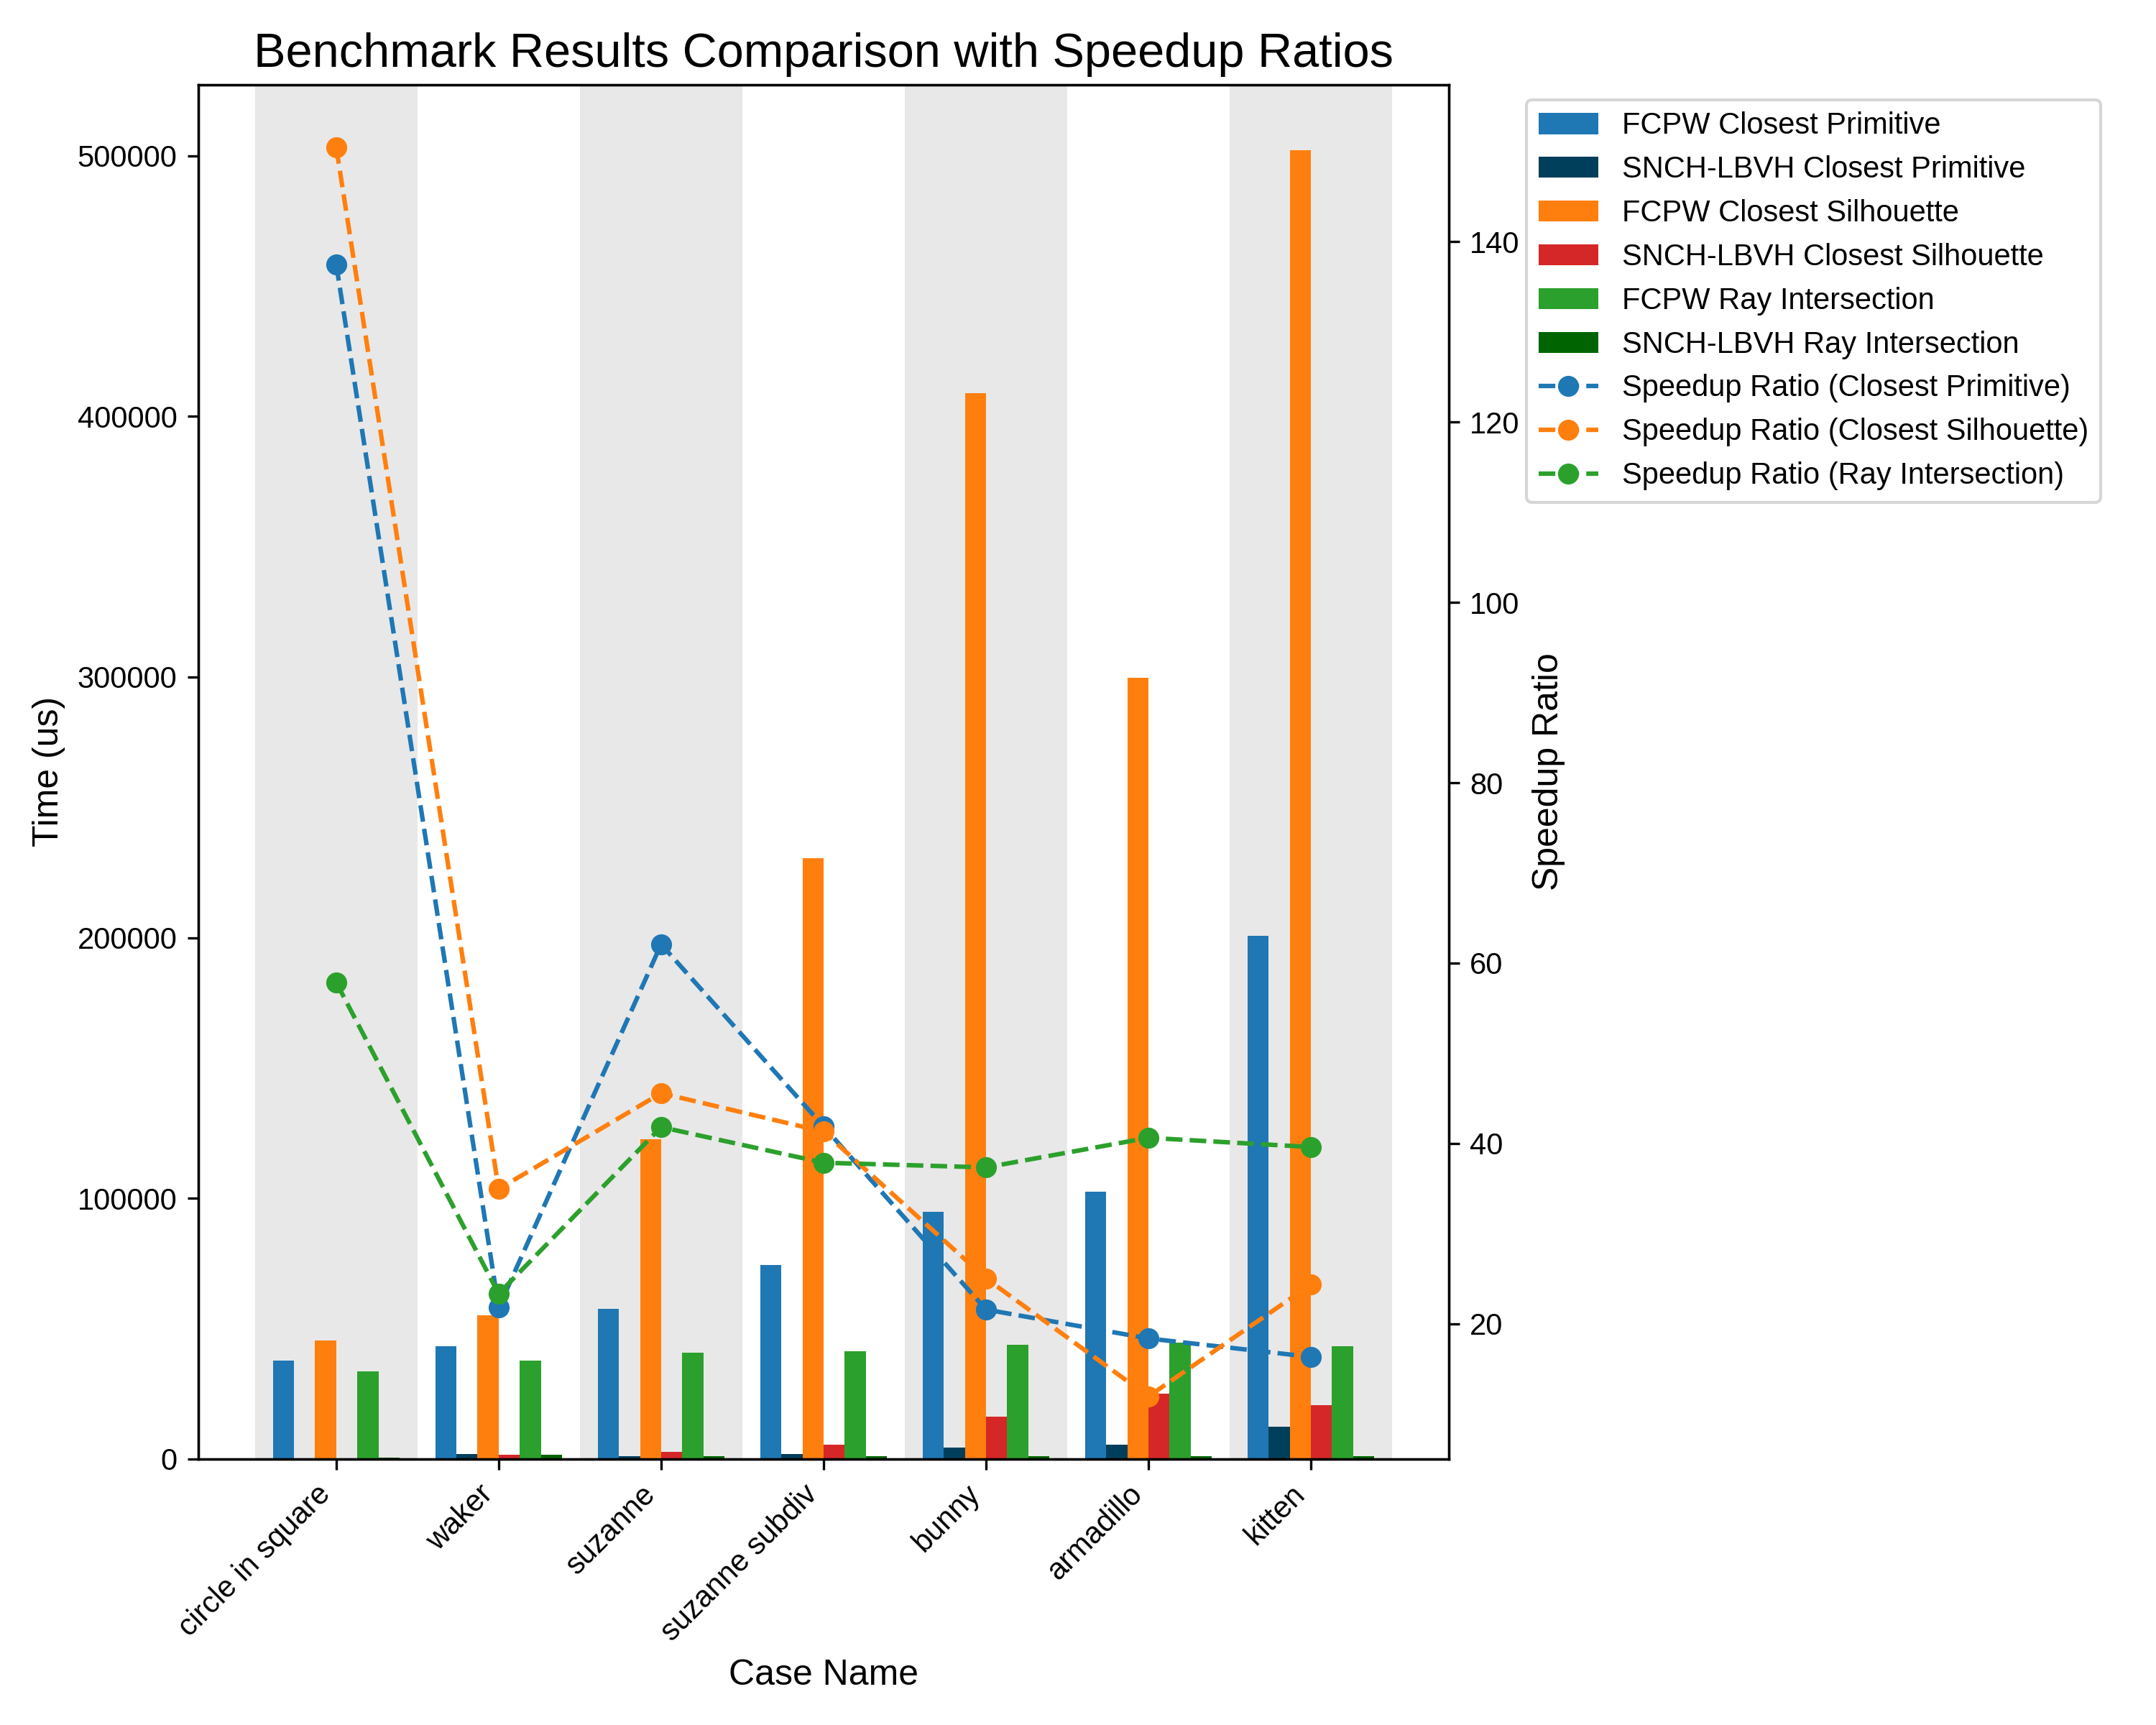 Benchmark Results Comparison with Speedup Ratios
500000
400000
300000
200000
100000
0
Time (us)
140
120
100
80
60
40
20
Speedup Ratio
FCPW Closest Primitive
SNCH-LBVH Closest Primitive
FCPW Closest Silhouette
SNCH-LBVH Closest Silhouette
FCPW Ray Intersection
SNCH-LBVH Ray Intersection
Speedup Ratio (Closest Primitive)
Speedup Ratio (Closest Silhouette)
Speedup Ratio (Ray Intersection)
circle in square
waker
suzanne
suzanne subdiv
bunny
armadillo
kitten
Case Name